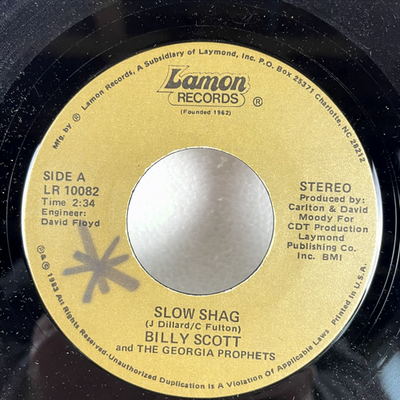 Mfg. by ® Lamon Records, A Subsidiary of Laymond, Inc. P.O. Box 25371 Charlotte, NC 28212
Lamon
RECORDS ®
(Founded 1962)
SIDE A
LR 10082
Time 2:34
Engineer:
David Floyd
STEREO
Produced by:
Carlton & David
Moody For
CDT Production
Laymond
Publishing Co.
Inc. BMI
SLOW SHAG
(J Dillard/C Fulton)
BILLY SCOTT
and THE GEORGIA PROPHETS
℗ & © 1983 All Rights Reserved-Unauthorized Duplication Is A Violation Of Applicable Laws Printed In U.S.A.